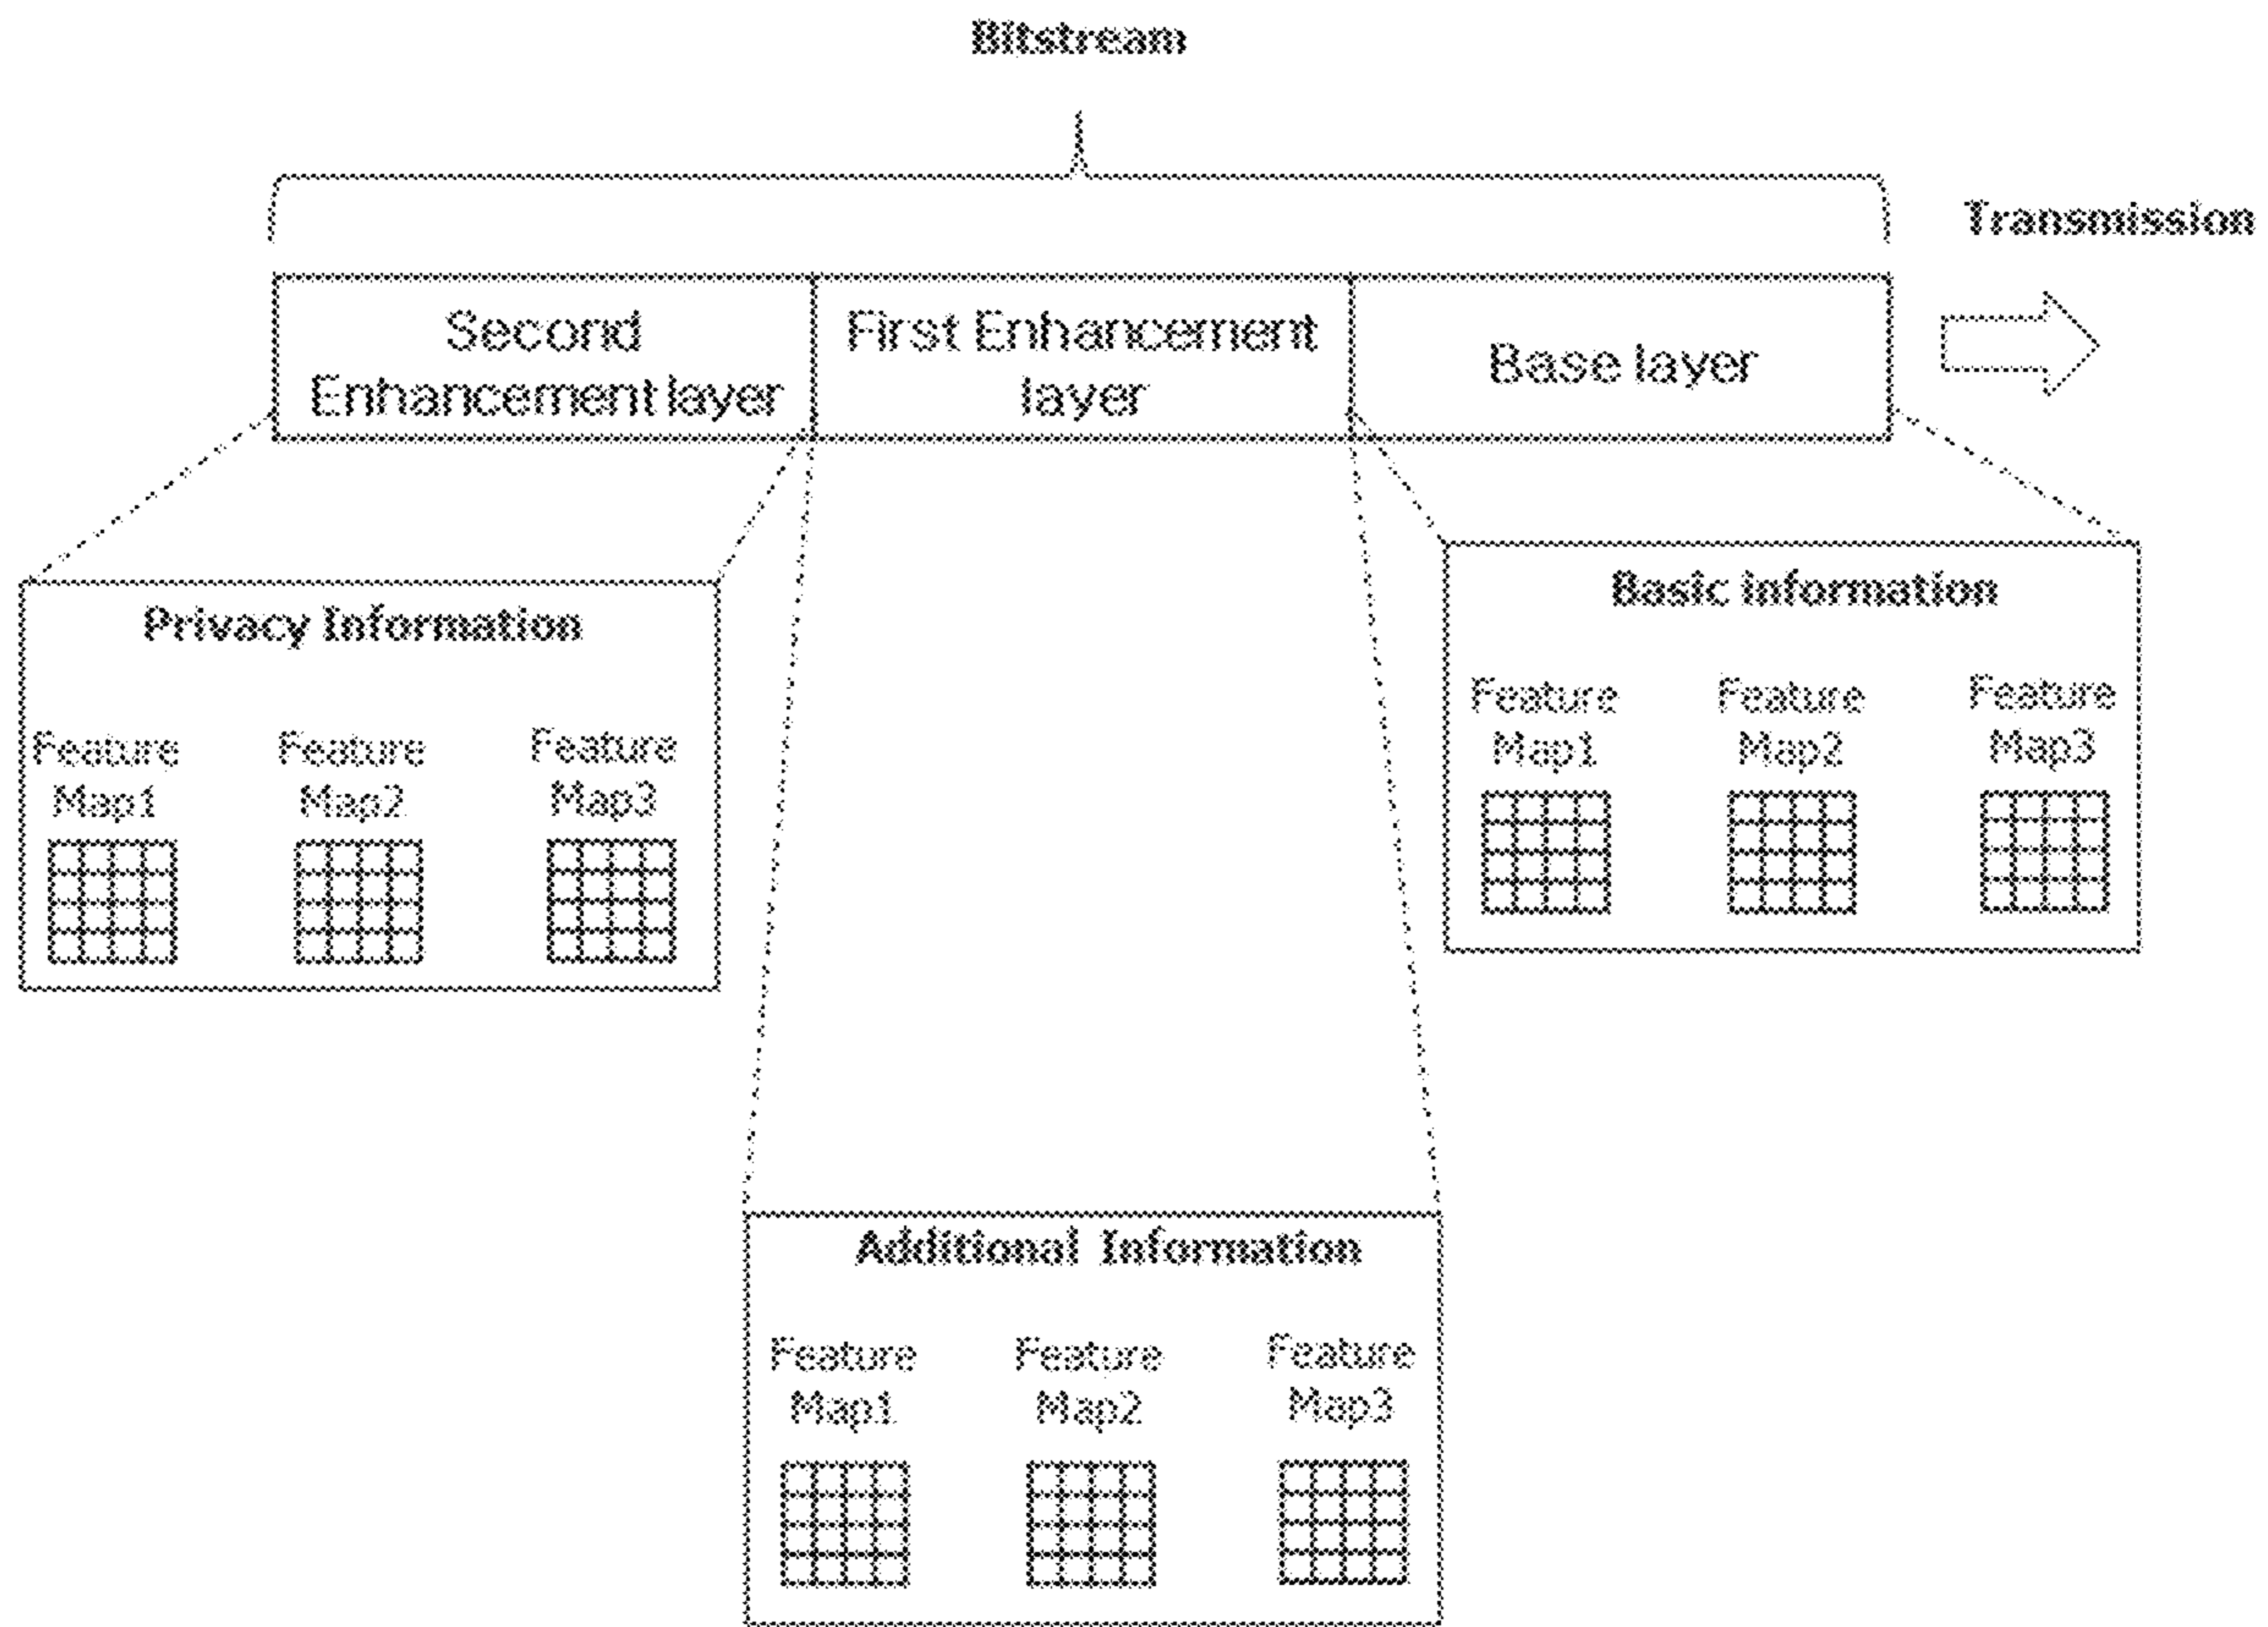 Bitstream
Transmission
Second
Enhancement layer
First Enhancement
layer
Base layer
Privacy Information
Feature
Map1
Feature
Map2
Feature
Map3
Basic information
Feature
Map1
Feature
Map2
Feature
Map3
Additional Information
Feature
Map1
Feature
Map2
Feature
Map3